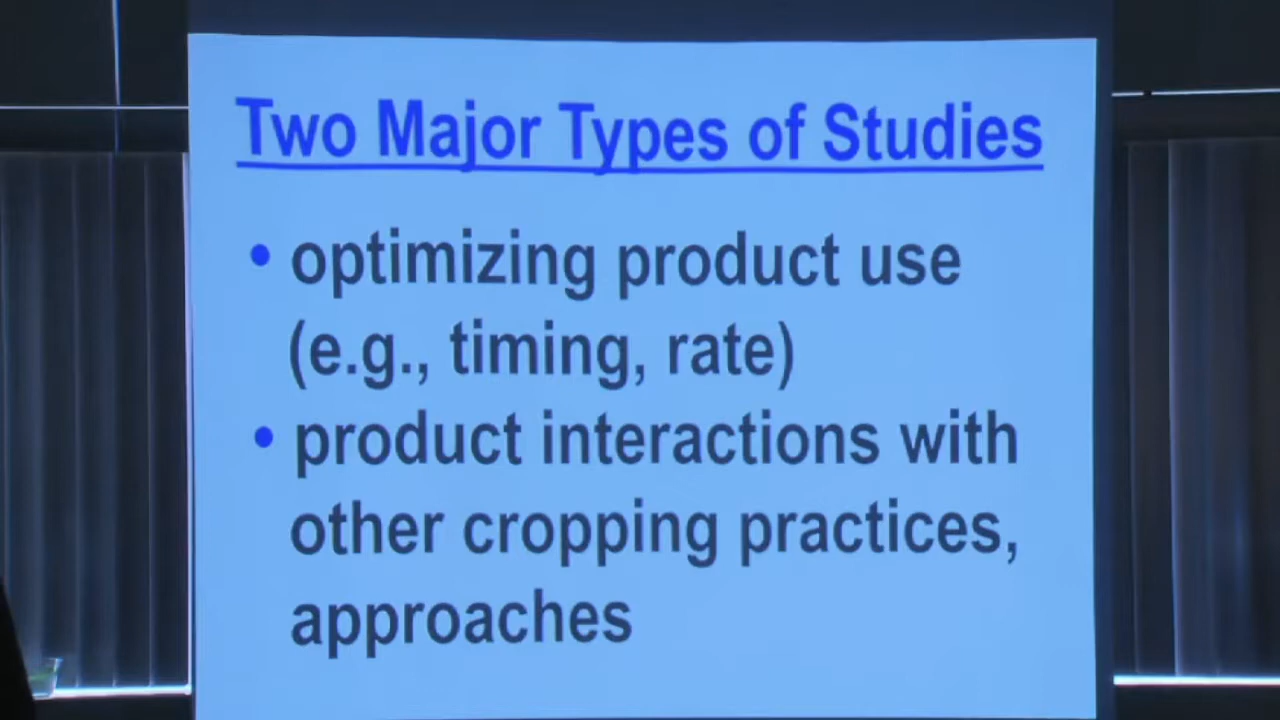 Two Major Types of Studies
• optimizing product use
(e.g., timing, rate)
• product interactions with
other cropping practices,
approaches